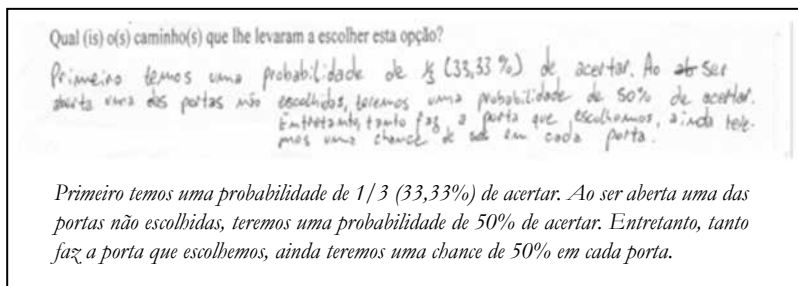 Qual (is) o(s) caminho(s) que lhe levaram a escolher esta opção?
Primeiro temos uma probabilidade de 1/3 (33,33 %) de acertar. Ao ser
aberta uma das portas não escolhidas, teremos uma probabilidade de 50% de acertar.
Entretanto, tanto faz a porta que escolhemos, ainda tere-
mos uma chance de 50% em cada porta.
Primeiro temos uma probabilidade de 1/3 (33,33%) de acertar. Ao ser aberta uma das
portas não escolhidas, teremos uma probabilidade de 50% de acertar. Entretanto, tanto
faz a porta que escolhemos, ainda teremos uma chance de 50% em cada porta.